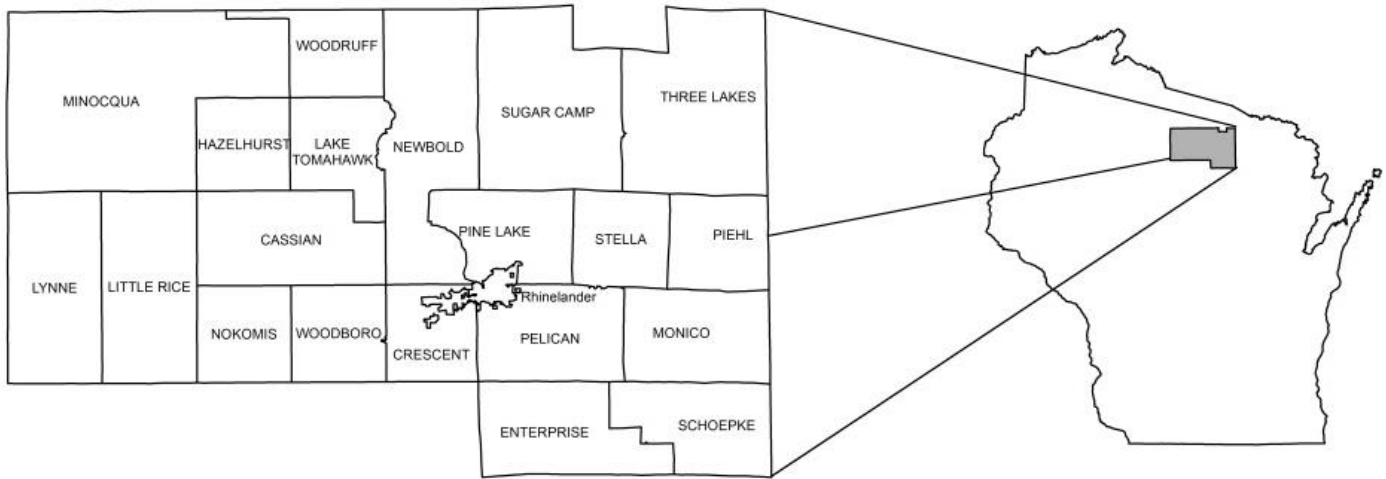 WOODRUFF
MINOCQUA
THREE LAKES
SUGAR CAMP
HAZELHURST
LAKE
TOMAHAWK
NEWBOLD
CASSIAN
PINE LAKE
STELLA
PIEHL
LYNNE
LITTLE RICE
Rhinelander
NOKOMIS
WOODBORO
PELICAN
MONICO
CRESCENT
ENTERPRISE
SCHOEPKE